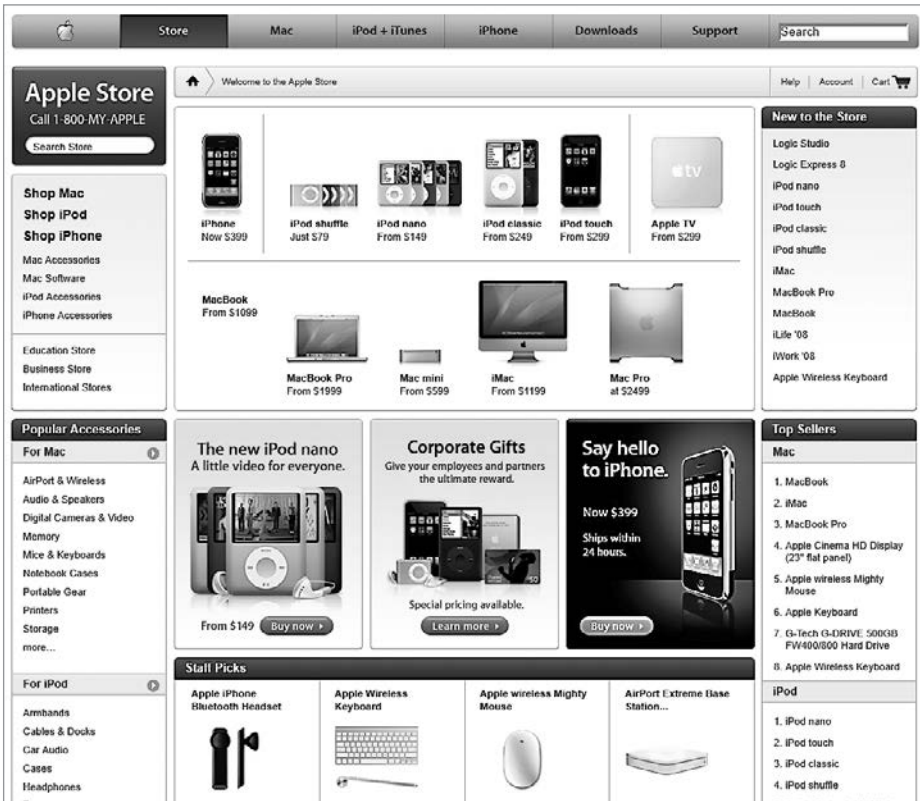 Store
Mac
iPod + iTunes
iPhone
Downloads
Support
Search
Apple Store
Call 1-800-MY-APPLE
Search Store
Welcome to the Apple Store
Help | Account | Cart
Shop Mac
Shop iPod
Shop iPhone
Mac Accessories
Mac Software
iPod Accessories
iPhone Accessories
Education Store
Business Store
International Stores
iPhone
Now $399
iPod shuffle
Just $79
iPod nano
From $149
iPod classic
From $249
iPod touch
From $299
tv
Apple TV
From $299
MacBook
From $1099
MacBook Pro
From $1999
Mac mini
From $599
iMac
From $1199
Mac Pro
at $2499
New to the Store
Logic Studio
Logic Express 8
iPod nano
iPod touch
iPod classic
iPod shuffle
iMac
MacBook Pro
MacBook
iLife '08
iWork '08
Apple Wireless Keyboard
Popular Accessories
For Mac
AirPort & Wireless
Audio & Speakers
Digital Cameras & Video
Memory
Mice & Keyboards
Notebook Cases
Portable Gear
Printers
Storage
more...
For iPod
Armbands
Cables & Docks
Car Audio
Cases
Headphones
The new iPod nano
A little video for everyone.
From $149
Buy now
Corporate Gifts
Give your employees and partners
the ultimate reward.
Special pricing available.
Learn more
Say hello
to iPhone.
Now $399
Ships within
24 hours.
Buy now
Staff Picks
Apple iPhone
Bluetooth Headset
Apple Wireless
Keyboard
Apple wireless Mighty
Mouse
AirPort Extreme Base
Station...
Top Sellers
Mac
1. MacBook
2. iMac
3. MacBook Pro
4. Apple Cinema HD Display
(23" flat panel)
5. Apple wireless Mighty
Mouse
6. Apple Keyboard
7. G-Tech G-DRIVE 500GB
FW400/800 Hard Drive
8. Apple Wireless Keyboard
iPod
1. iPod nano
2. iPod touch
3. iPod classic
4. iPod shuffle